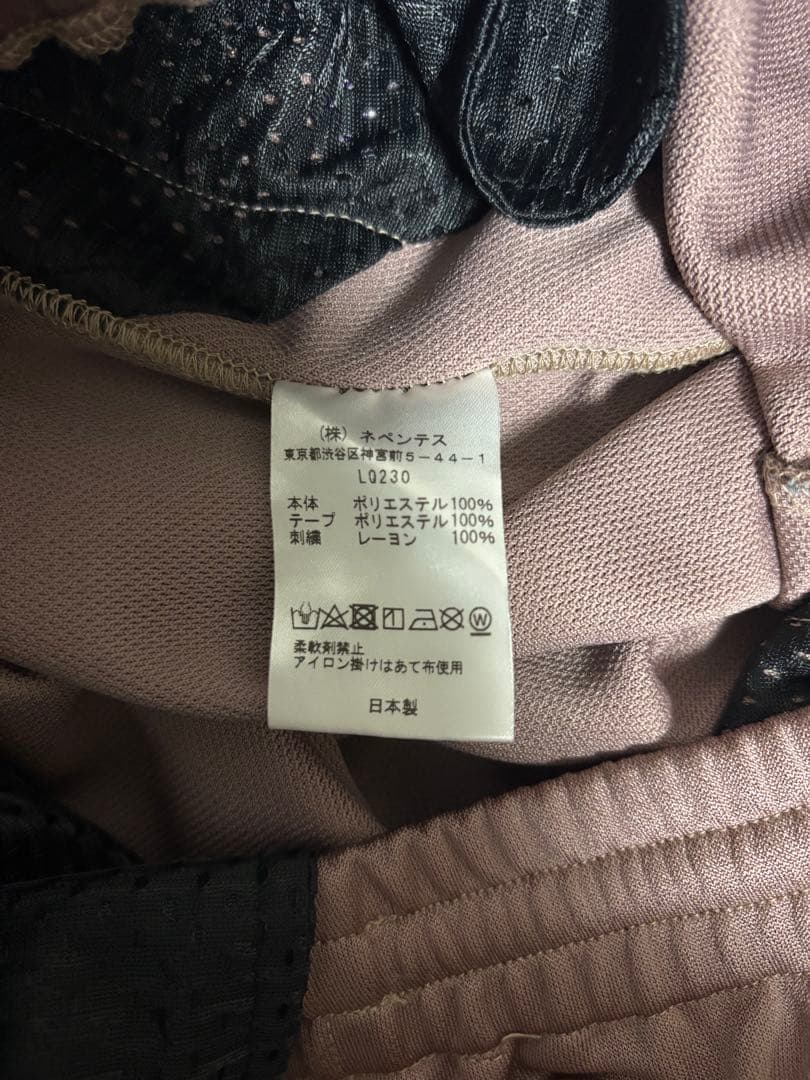 (株) ネペンテス
東京都渋谷区神宮前5-44-1
LQ230
本体 ポリエステル100%
テープ ポリエステル100%
刺繍 レーヨン 100%
W
柔軟剤禁止
アイロン掛けはあて布使用
日本製